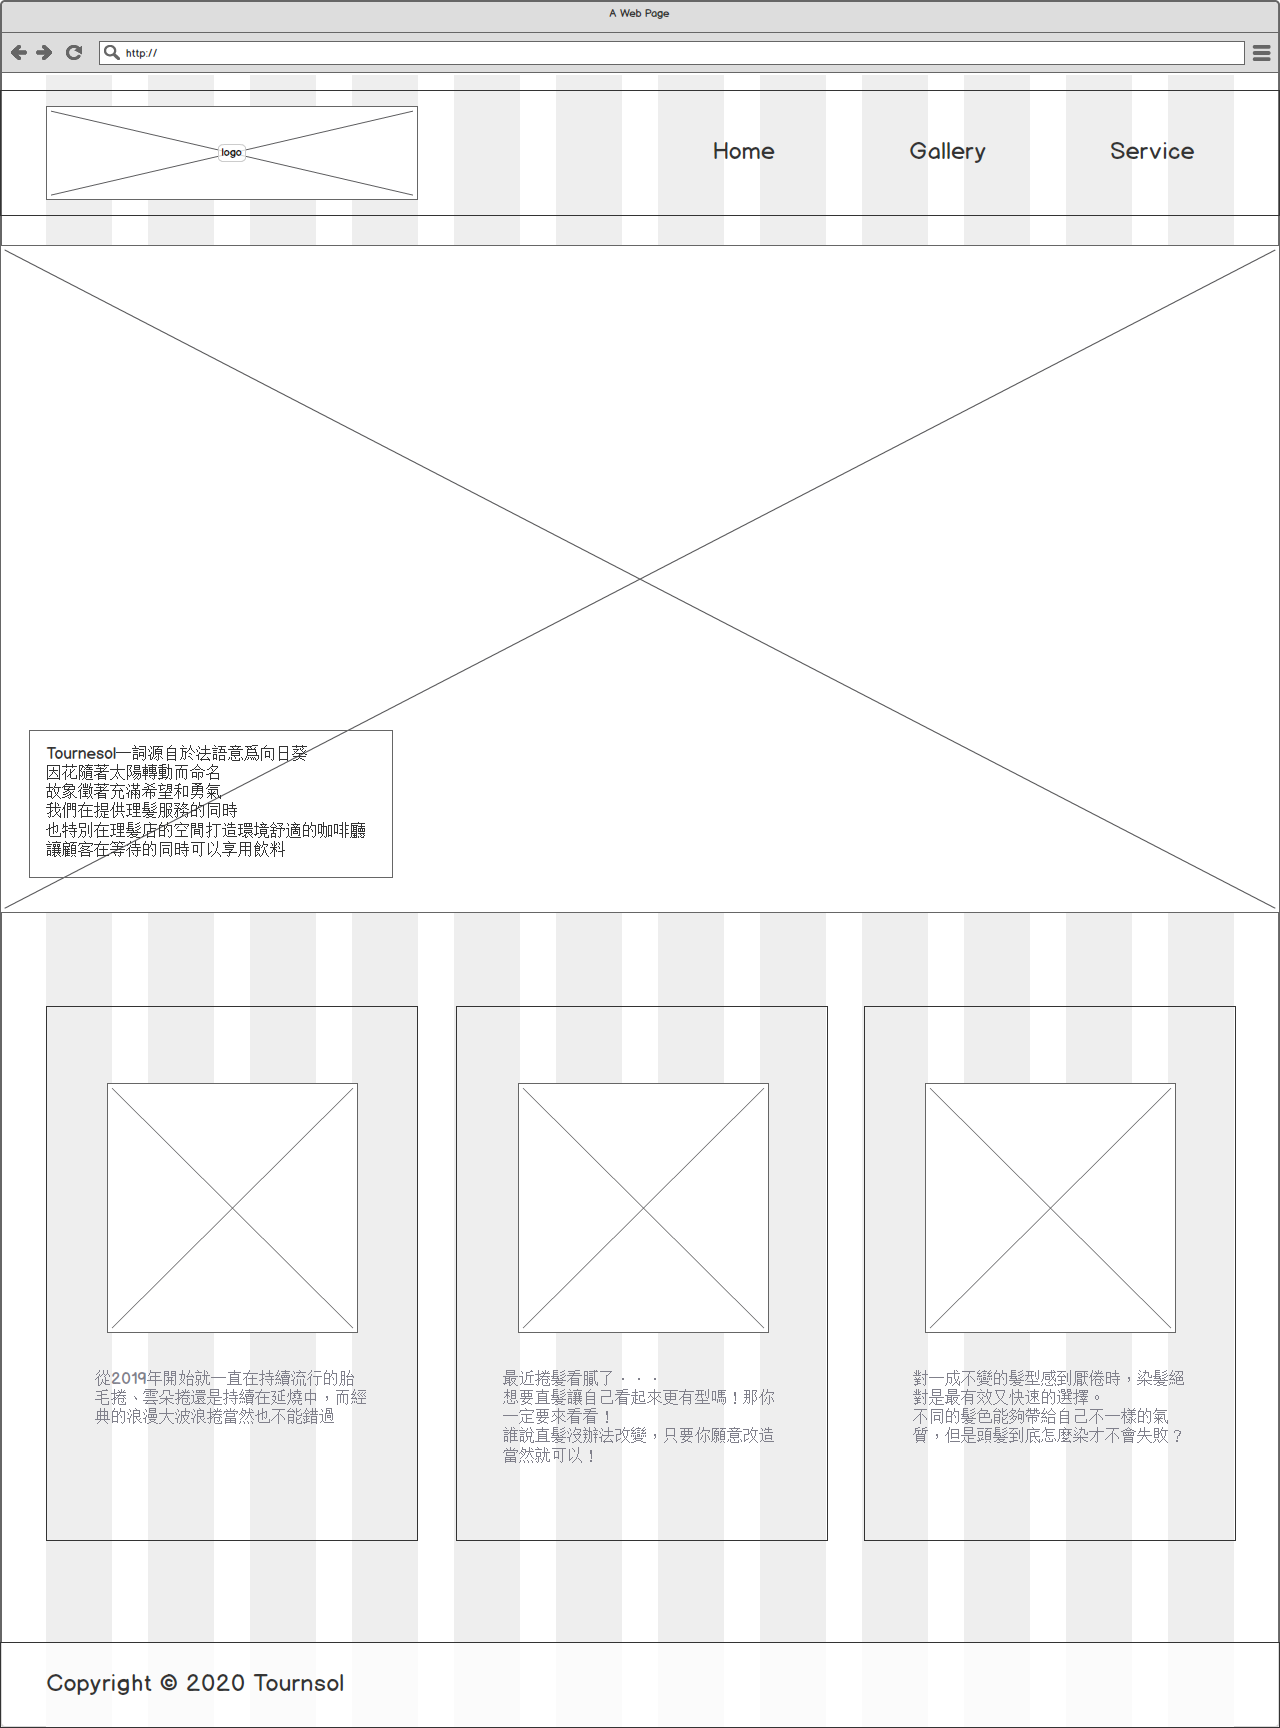 A Web Page
http://
logo
Home
Gallery
Service
Tournesol一詞源自於法語意爲向日葵
因花隨著太陽轉動而命名
故象徵著充滿希望和勇氣
我們在提供理髮服務的同時
也特別在理髮店的空間打造環境舒適的咖啡廳
讓顧客在等待的同時可以享用飲料
從2019年開始就一直在持續流行的胎
毛捲、雲朵捲還是持續在延燒中，而經
典的浪漫大波浪捲當然也不能錯過
最近捲髮看膩了．．．
想要直髮讓自己看起來更有型嗎！那你
一定要來看看！
誰說直髮沒辦法改變，只要你願意改造
當然就可以！
對一成不變的髮型感到厭倦時，染髮絕
對是最有效又快速的選擇。
不同的髮色能夠帶給自己不一樣的氣
質，但是頭髮到底怎麼染才不會失敗？
Copyright © 2020 Tournsol